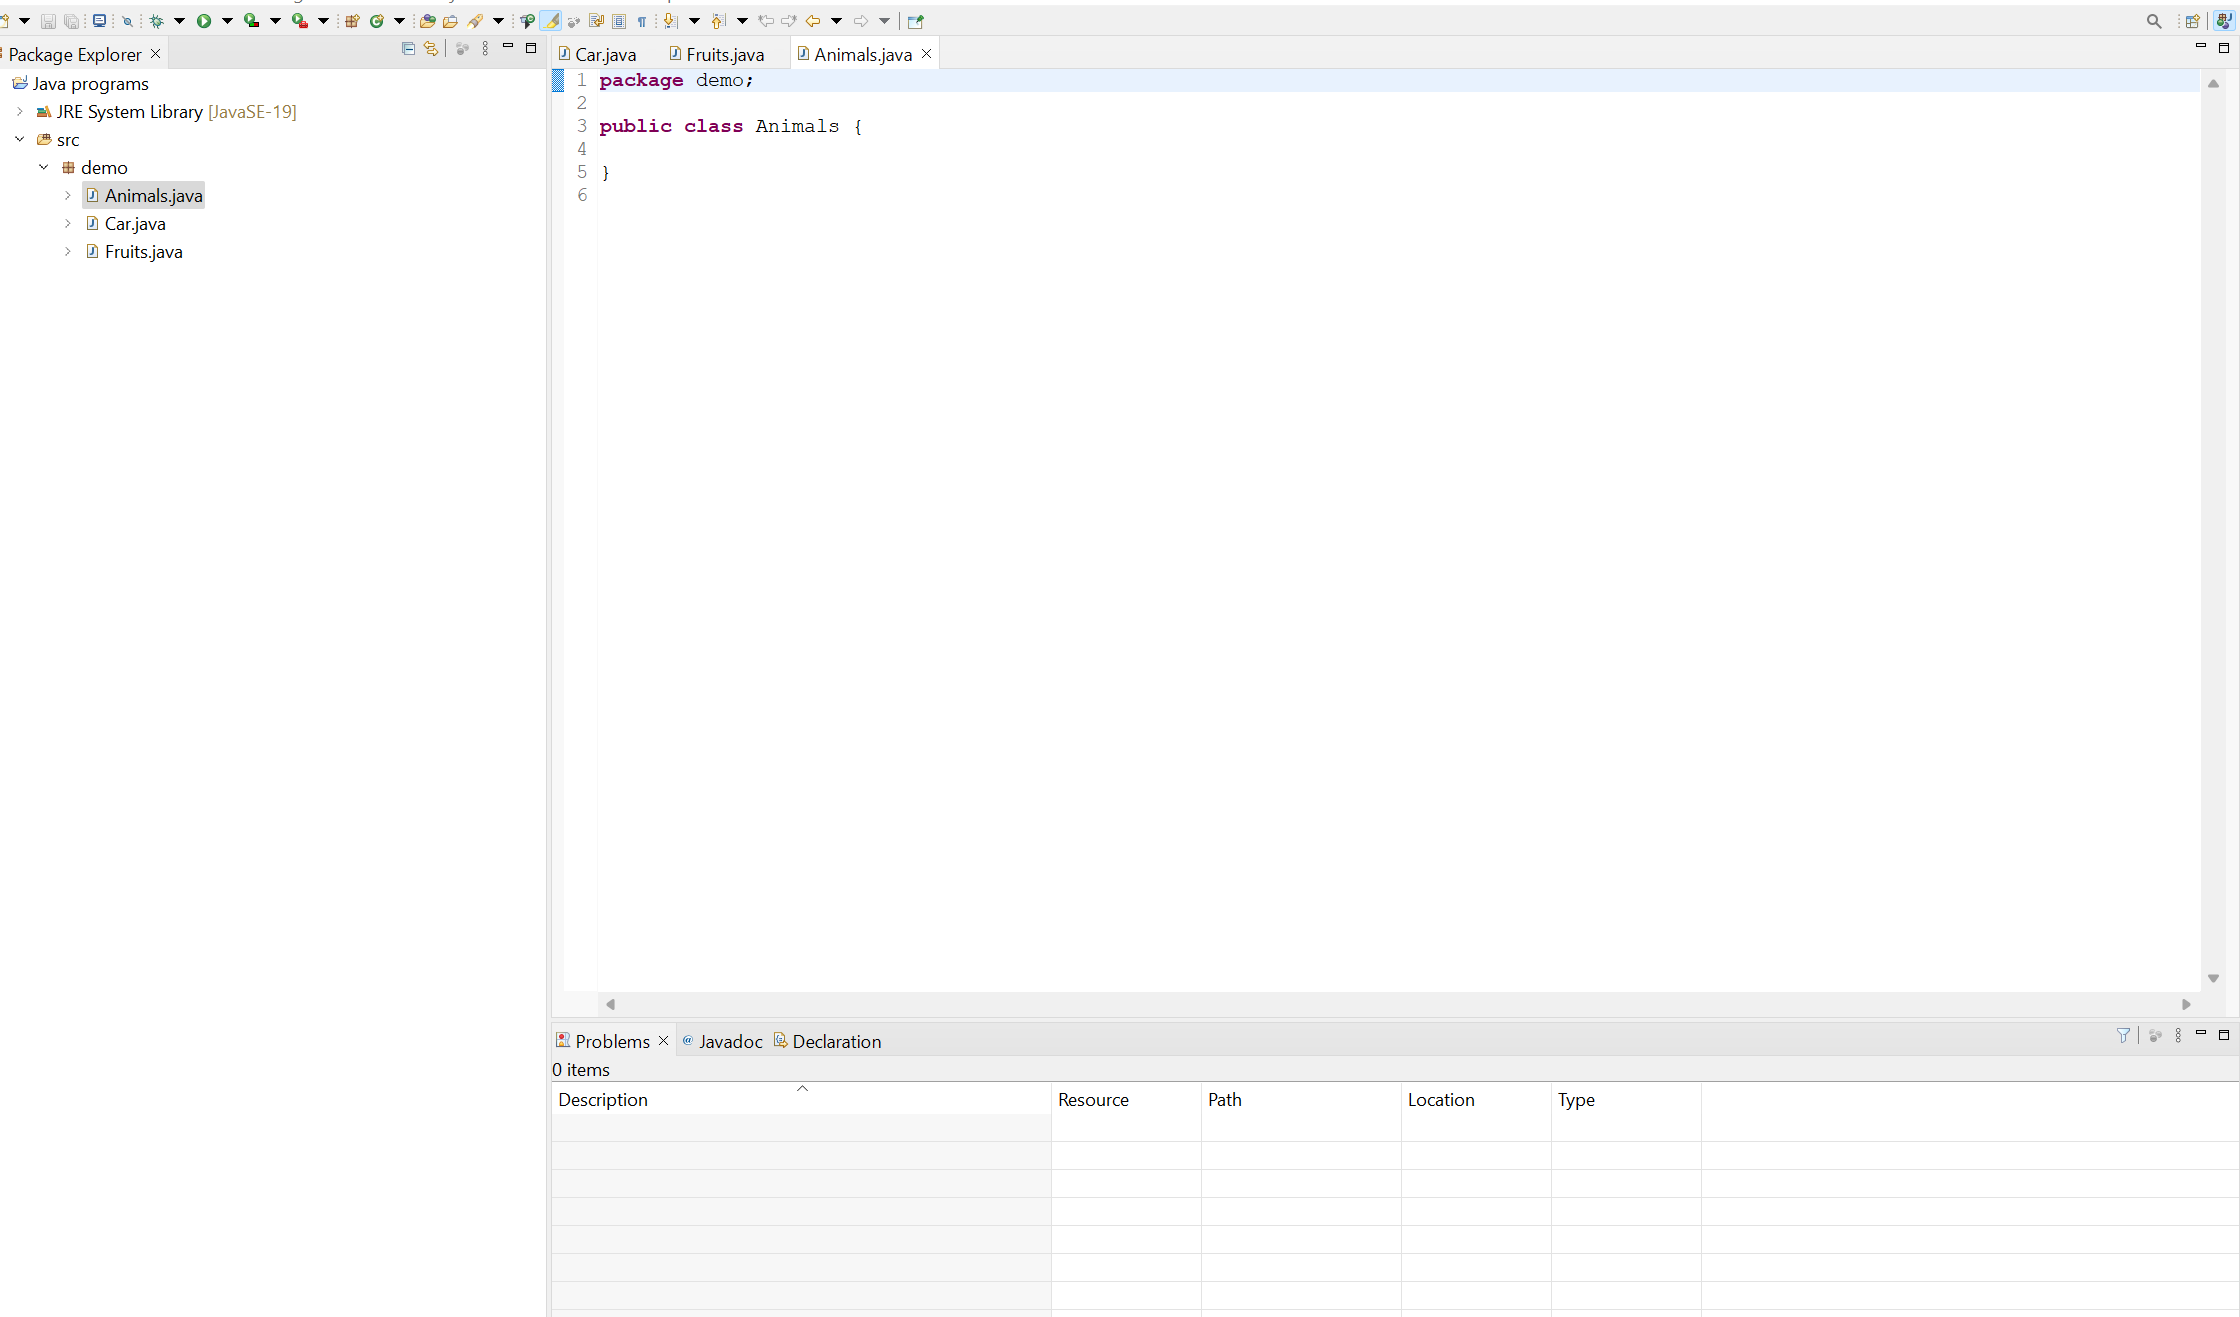 Package Explorer
Java programs
JRE System Library [JavaSE-19]
src
demo
Animals.java
Car.java
Fruits.java
Car.java Fruits.java Animals.java
1 package demo;
2
3 public class Animals {
4
5 }
6
Problems @ Javadoc Declaration
0 items
Description Resource Path Location Type